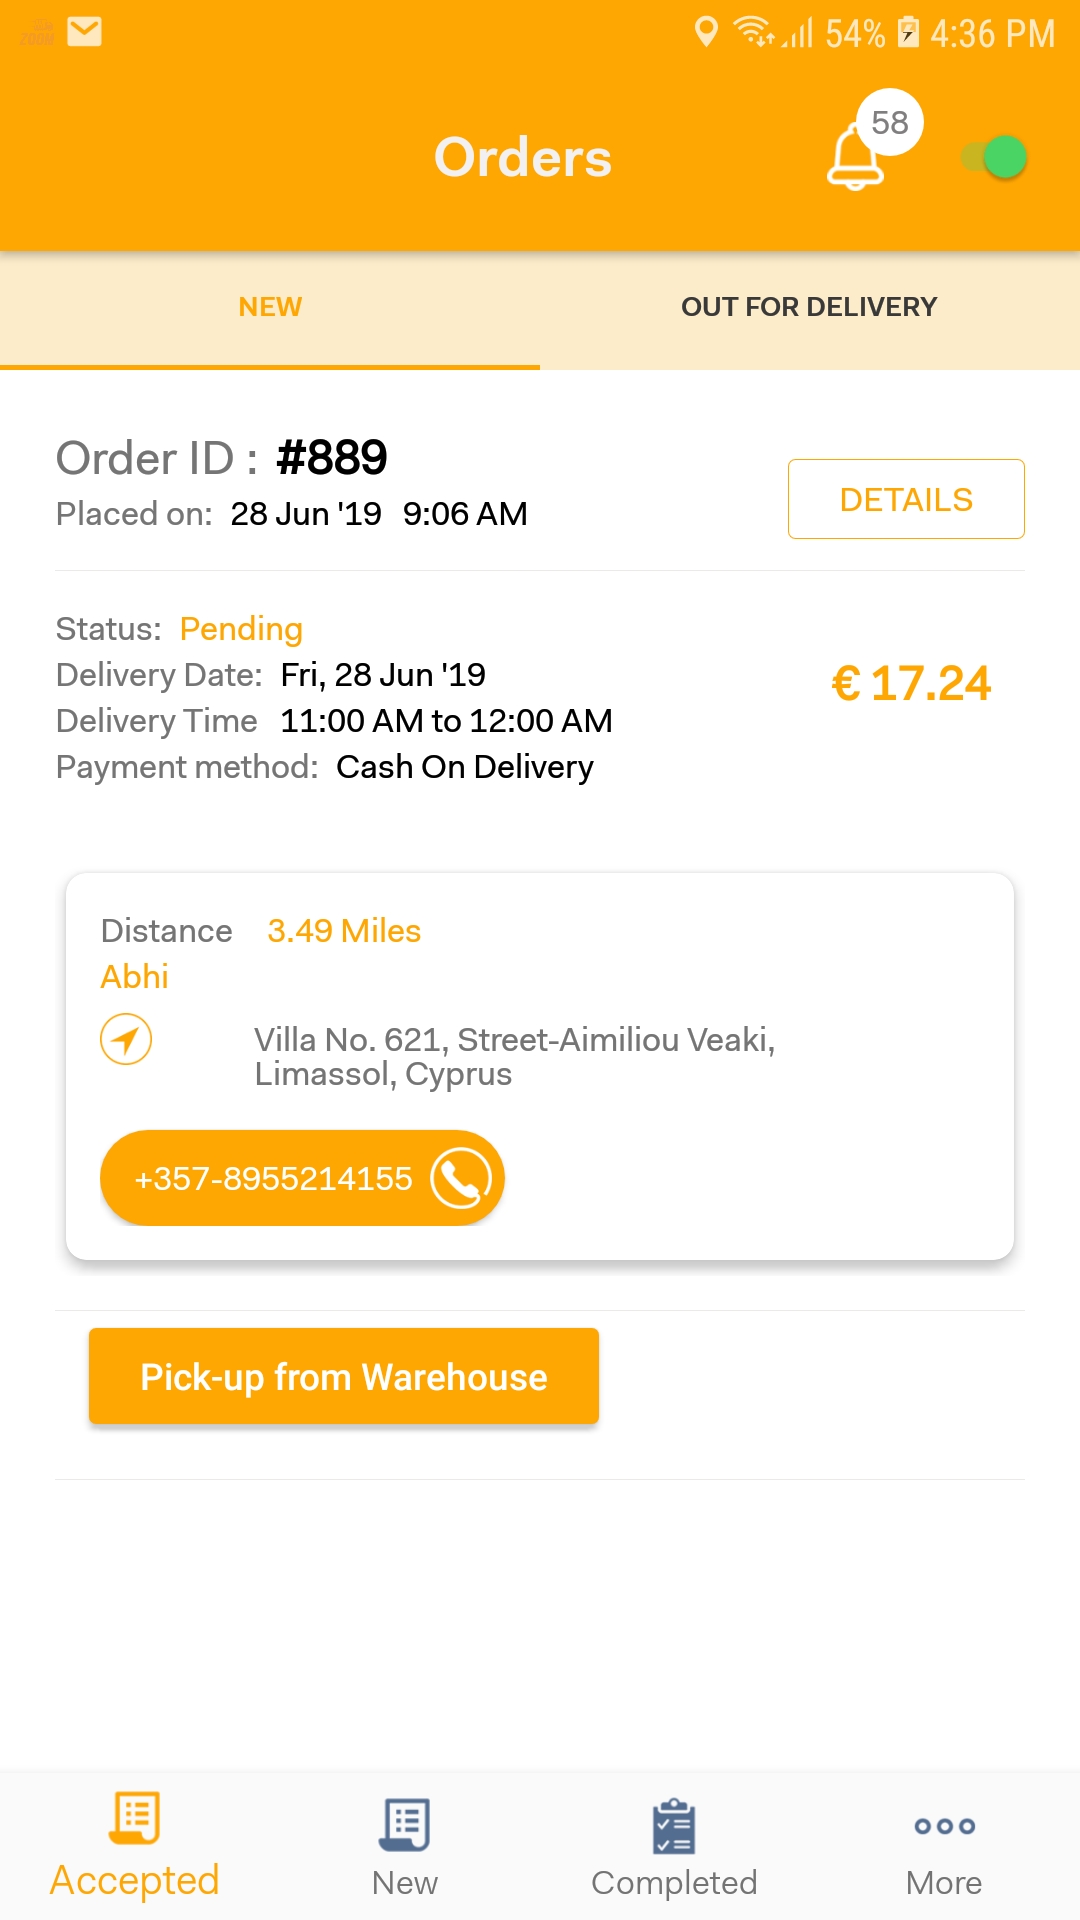 ZOOM 54% 4:36 PM
Orders 58
NEW OUT FOR DELIVERY
Order ID : #889
Placed on: 28 Jun '19 9:06 AM
DETAILS
Status: Pending
Delivery Date: Fri, 28 Jun '19
€ 17.24
Delivery Time 11:00 AM to 12:00 AM
Payment method: Cash On Delivery
Distance 3.49 Miles
Abhi
Villa No. 621, Street-Aimiliou Veaki,
Limassol, Cyprus
+357-8955214155
Pick-up from Warehouse
Accepted New Completed More